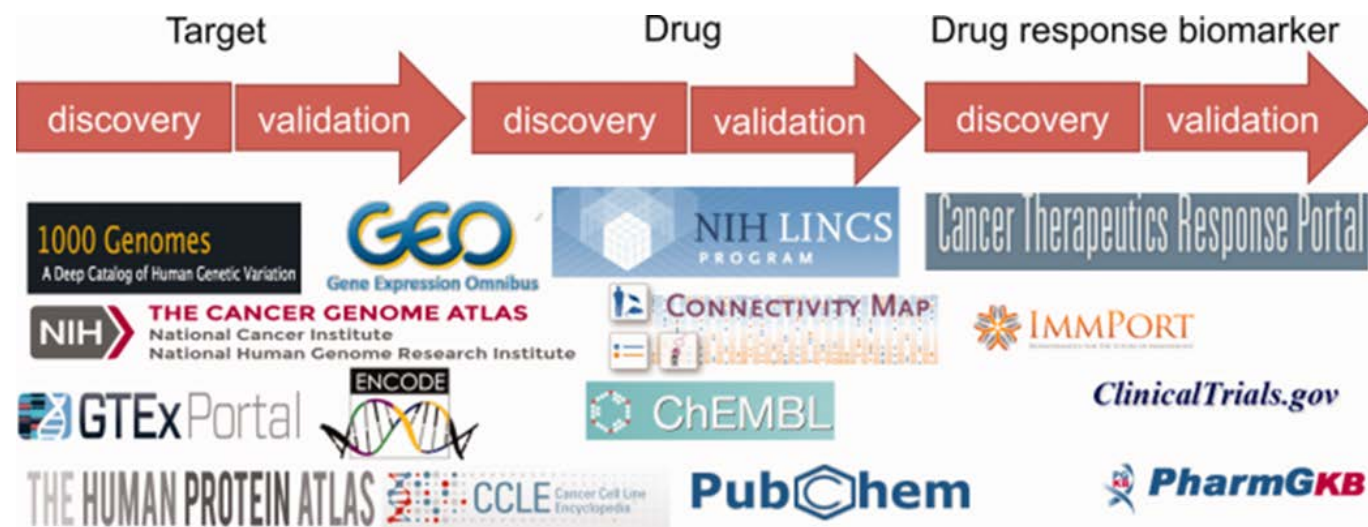 Target
Drug
Drug response biomarker
discovery
validation
discovery
validation
discovery
validation
1000 Genomes
A Deep Catalog of Human Genetic Variation
GEO
Gene Expression Omnibus
NIH LINCS
PROGRAM
Cancer Therapeutics Response Portal
NIH
THE CANCER GENOME ATLAS
National Cancer Institute
National Human Genome Research Institute
CONNECTIVITY MAP
IMMPORT
GTEx Portal
ENCODE
ChEMBL
ClinicalTrials.gov
THE HUMAN PROTEIN ATLAS
CCLE
Cancer Cell Line
Encyclopedia
PubChem
PharmGKB